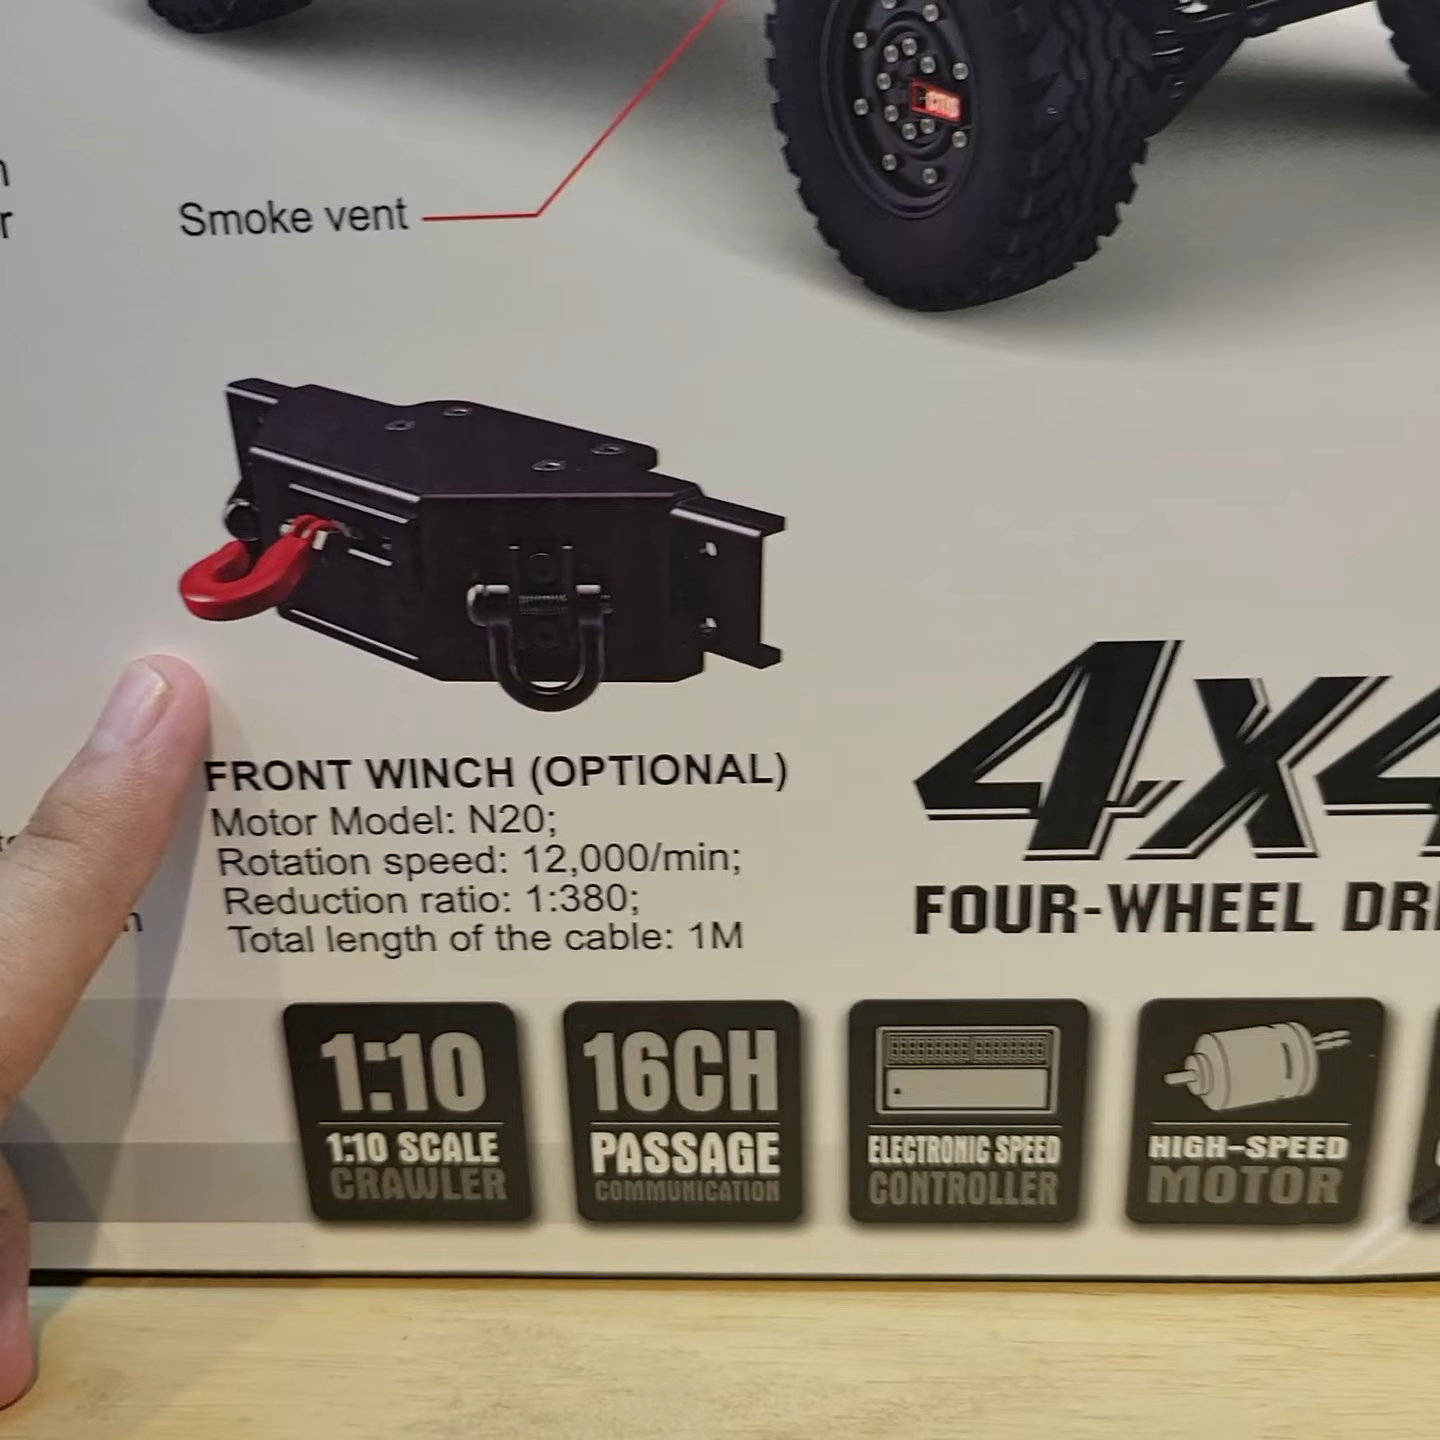 Smoke vent
FRONT WINCH (OPTIONAL)
Motor Model: N20;
Rotation speed: 12,000/min;
Reduction ratio: 1:380;
Total length of the cable: 1M
4x4
FOUR-WHEEL
1:10
1:10 SCALE
CRAWLER
16CH
PASSAGE
COMMUNICATION
ELECTRONIC SPEED
CONTROLLER
HIGH-SPEED
MOTOR